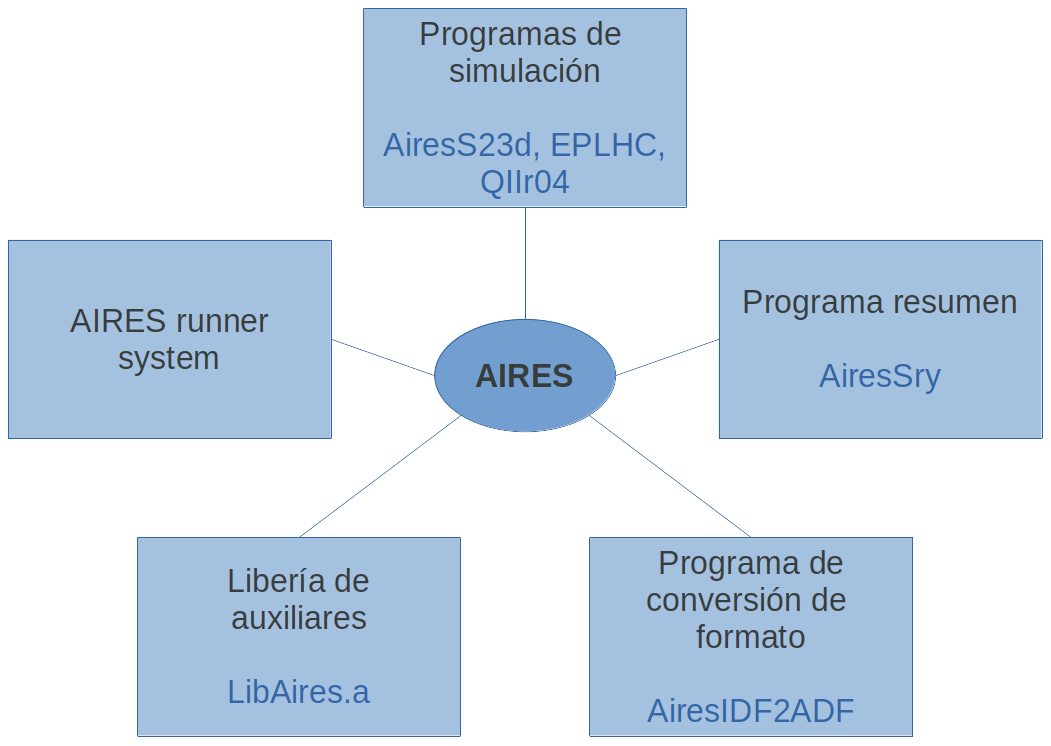 Programas de
simulación
AiresS23d, EPLHC,
QIIr04
AIRES runner
system
Programa resumen
AiresSry
AIRES
Libería de
auxiliares
LibAires.a
Programa de
conversión de
formato
AiresIDF2ADF